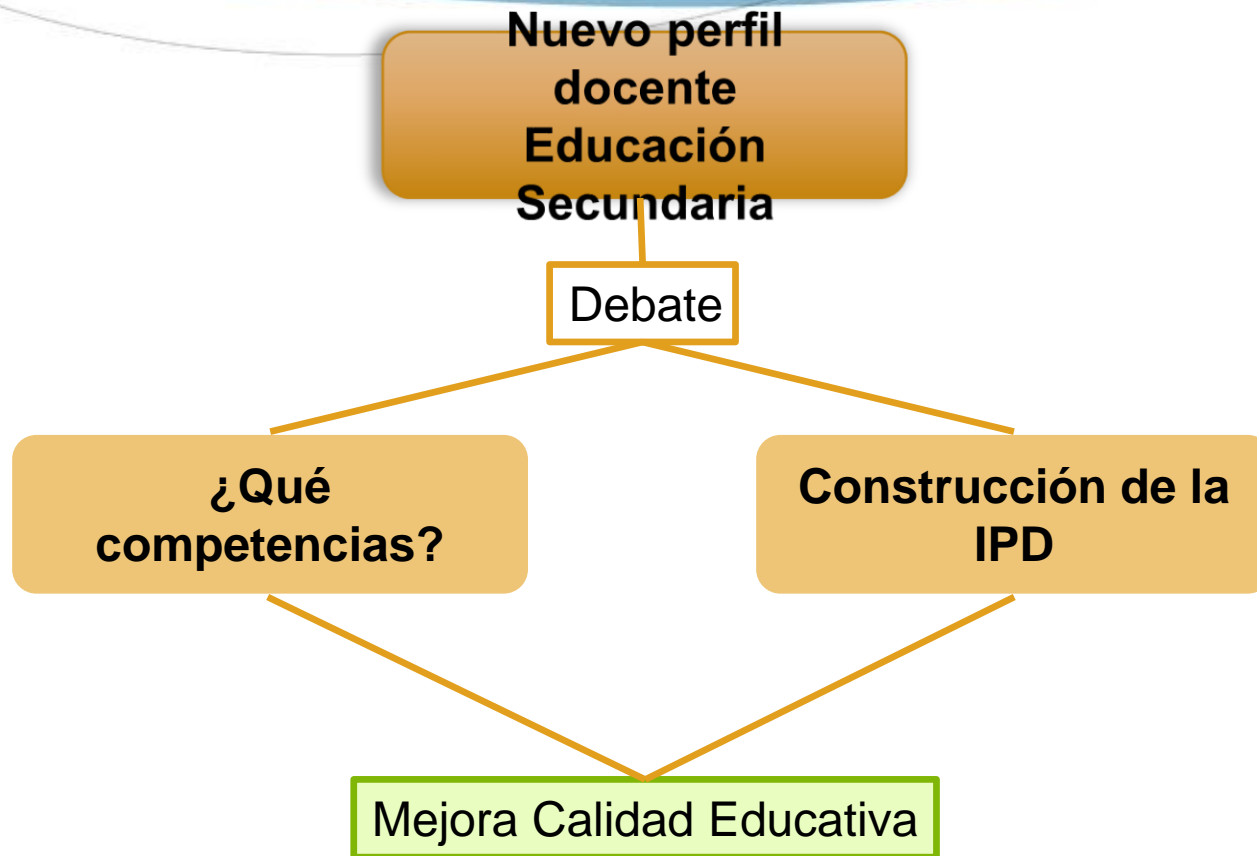 Nuevo perfil
docente
Educación
Secundaria
Debate
¿Qué
competencias?
Construcción de la
IPD
Mejora Calidad Educativa